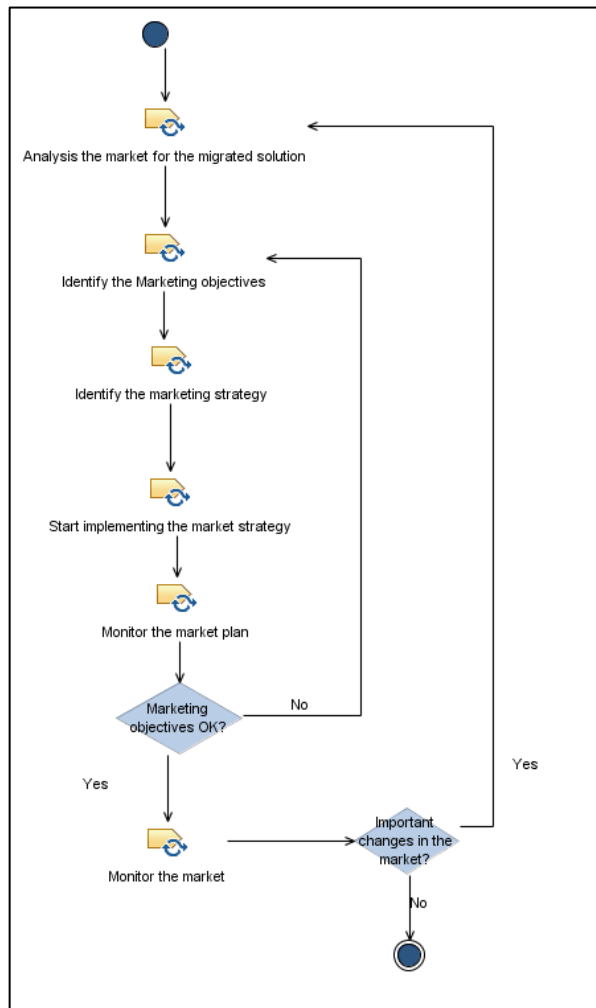 Analysis the market for the migrated solution
Identify the Marketing objectives
Identify the marketing strategy
Start implementing the market strategy
Monitor the market plan
Marketing
objectives OK?
No
Yes
Monitor the market
Important
changes in the
market?
Yes
No